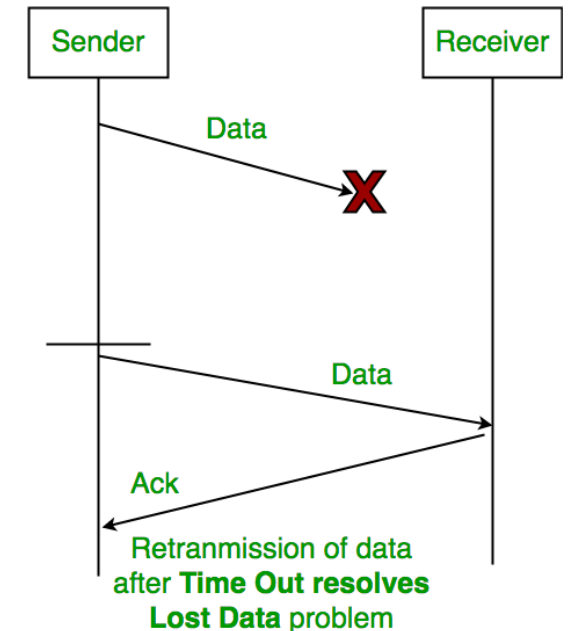 Sender
Receiver
Data
X
Data
Ack
Retranmission of data
after Time Out resolves
Lost Data problem